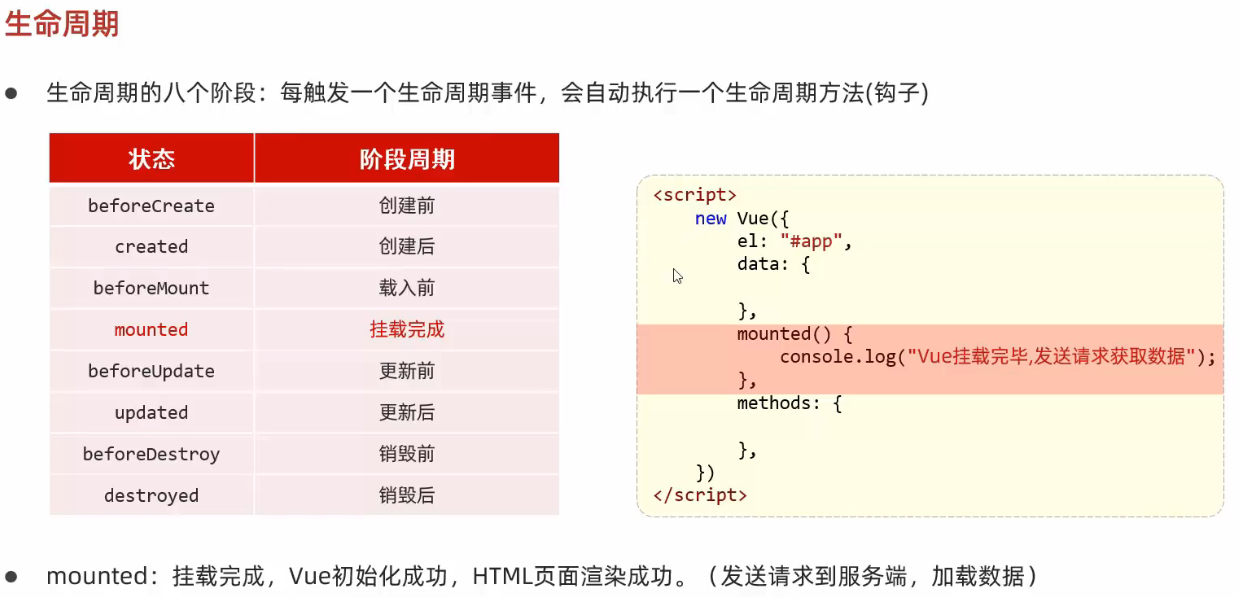 生命周期
● 生命周期的八个阶段：每触发一个生命周期事件，会自动执行一个生命周期方法(钩子)
状态 阶段周期
beforeCreate 创建前
created 创建后
beforeMount 载入前
mounted 挂载完成
beforeUpdate 更新前
updated 更新后
beforeDestroy 销毁前
destroyed 销毁后
<script>
new Vue({
el: "#app",
data: {
},
mounted() {
console.log("Vue挂载完毕,发送请求获取数据");
},
methods: {
},
})
</script>
● mounted：挂载完成，Vue初始化成功，HTML页面渲染成功。（发送请求到服务端，加载数据）